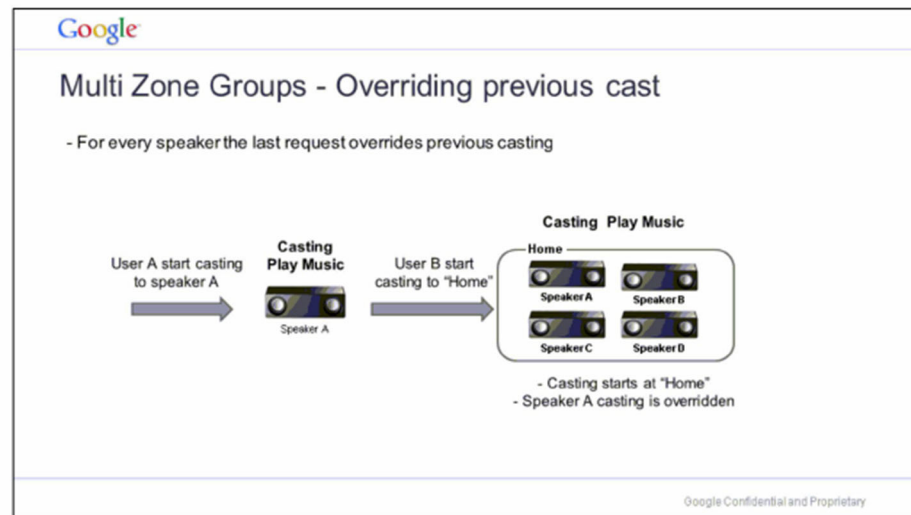 Google
Multi Zone Groups - Overriding previous cast
- For every speaker the last request overrides previous casting
User A start casting
to speaker A
Casting
Play Music
Speaker A
User B start
casting to “Home”
Casting Play Music
Home
Speaker A
Speaker B
Speaker C
Speaker D
- Casting starts at “Home”
- Speaker A casting is overridden
Google Confidential and Proprietary